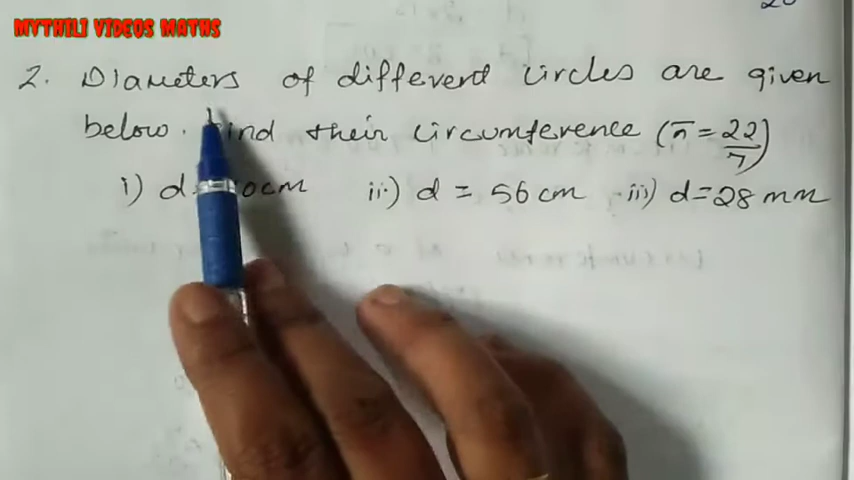 MYTHILI VIDEOS MATHS
2. Diameters of different circles are given
below. Find their circumference (π = 22/7)
i) d= 0cm ii) d = 56 cm iii) d=28 mm